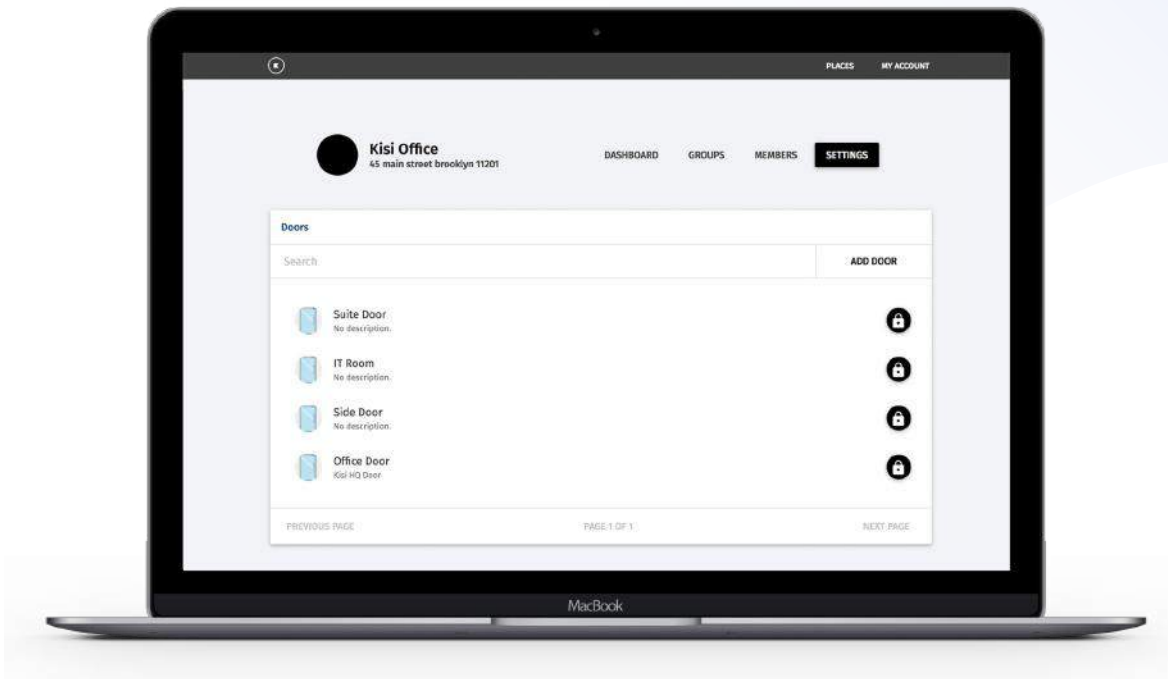 PLACES MY ACCOUNT
Kisi Office
45 main street brooklyn 11201
DASHBOARD GROUPS MEMBERS SETTINGS
Doors
Search ADD DOOR
Suite Door
No description.
IT Room
No description.
Side Door
No description.
Office Door
Kisi HQ Door
PREVIOUS PAGE PAGE 1 OF 1 NEXT PAGE
MacBook